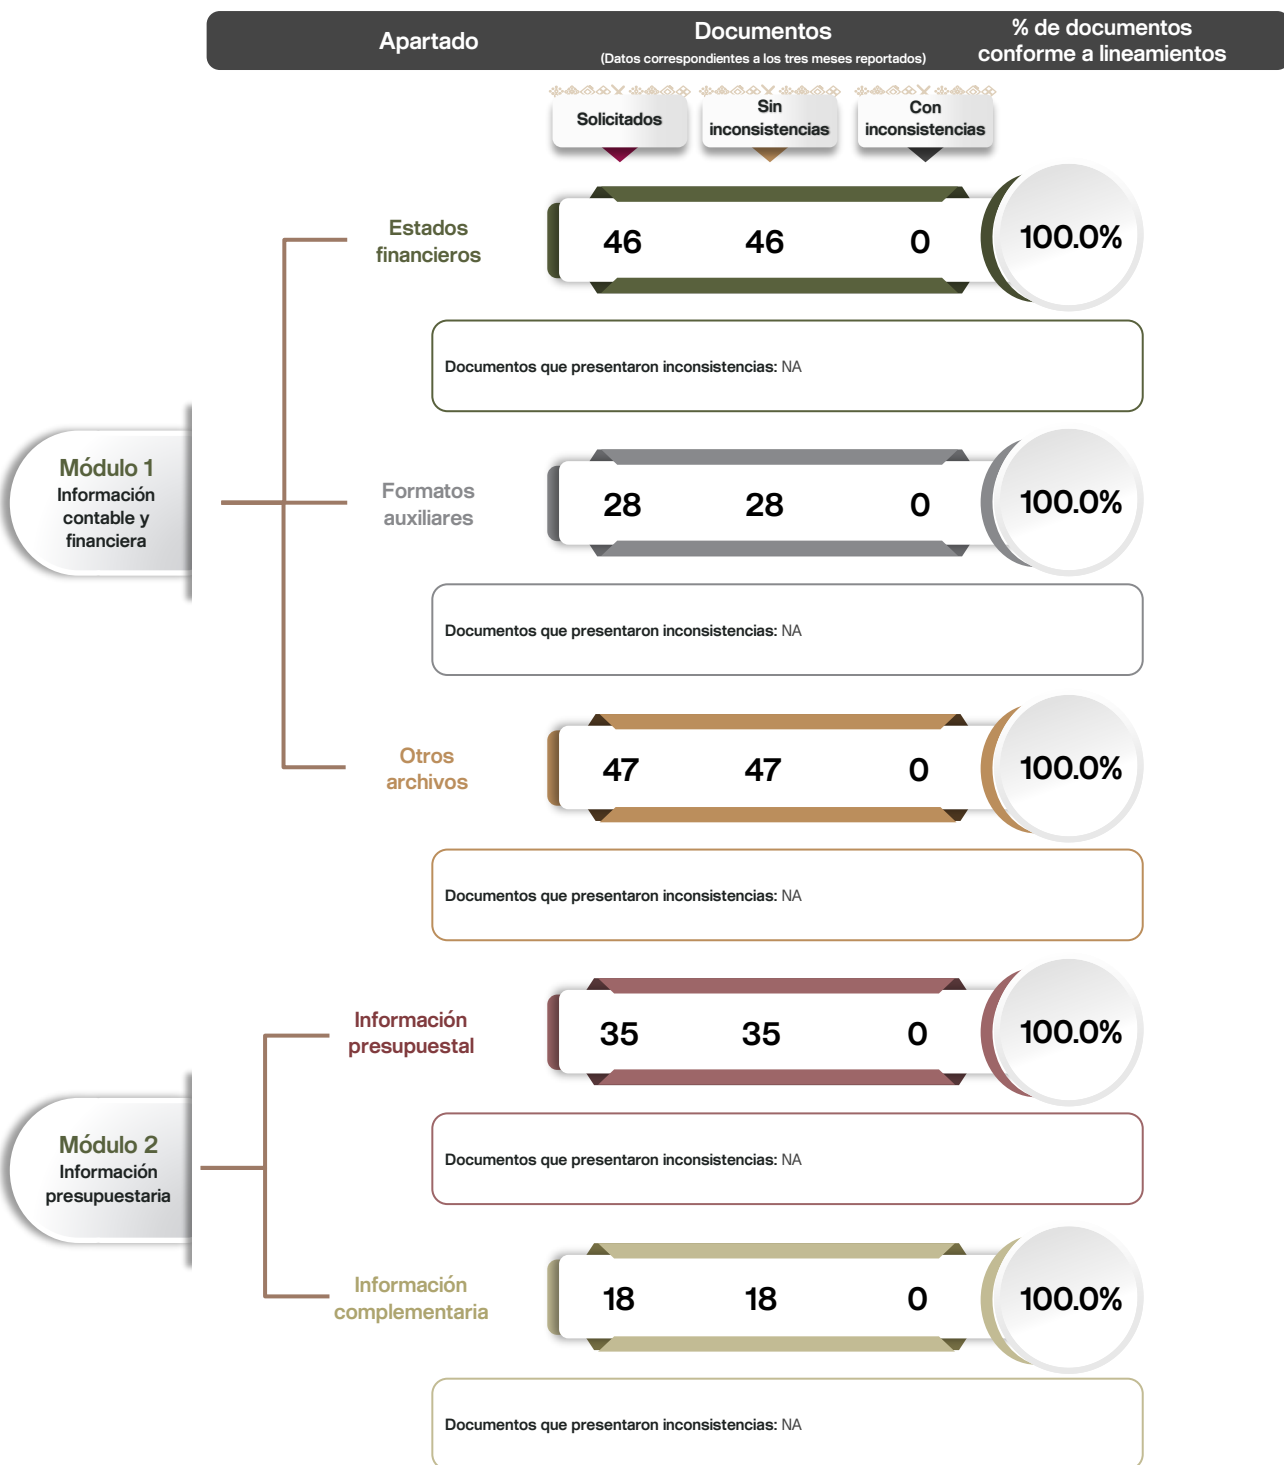 Apartado
Documentos
(Datos correspondientes a los tres meses reportados)
% de documentos
conforme a lineamientos
Solicitados
Sin
inconsistencias
Con
inconsistencias
Módulo 1
Información
contable y
financiera
Estados
financieros
46 46 0 100.0%
Documentos que presentaron inconsistencias: NA
Formatos
auxiliares
28 28 0 100.0%
Documentos que presentaron inconsistencias: NA
Otros
archivos
47 47 0 100.0%
Documentos que presentaron inconsistencias: NA
Módulo 2
Información
presupuestaria
Información
presupuestal
35 35 0 100.0%
Documentos que presentaron inconsistencias: NA
Información
complementaria
18 18 0 100.0%
Documentos que presentaron inconsistencias: NA